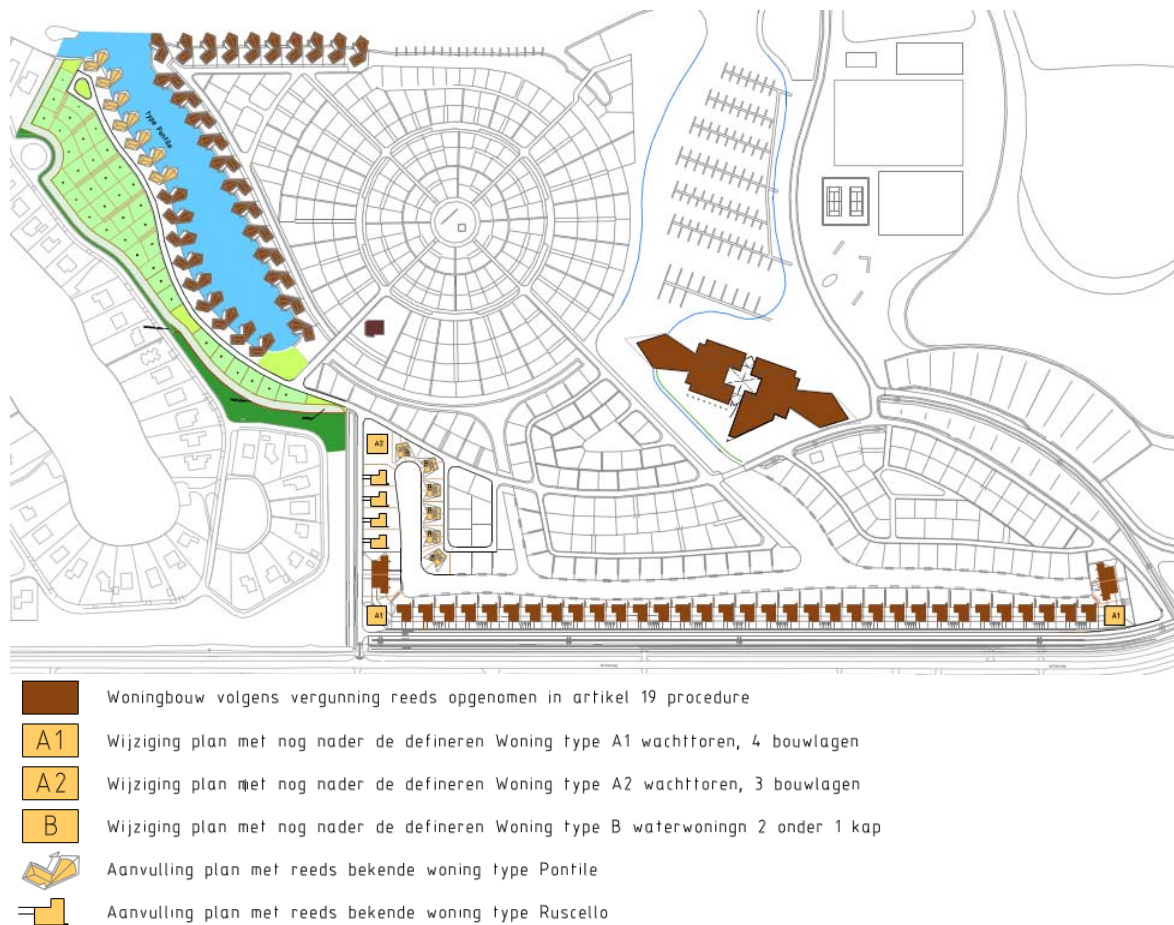 type Pontile
A2
B
B
B
B
B
A1
A1
Woningbouw volgens vergunning reeds opgenomen in artikel 19 procedure
A1
Wijziging plan met nog nader de defineren Woning type A1 wachttoren, 4 bouwlagen
A2
Wijziging plan met nog nader de defineren Woning type A2 wachttoren, 3 bouwlagen
B
Wijziging plan met nog nader de defineren Woning type B waterwoningn 2 onder 1 kap
Aanvulling plan met reeds bekende woning type Pontile
Aanvulling plan met reeds bekende woning type Ruscello